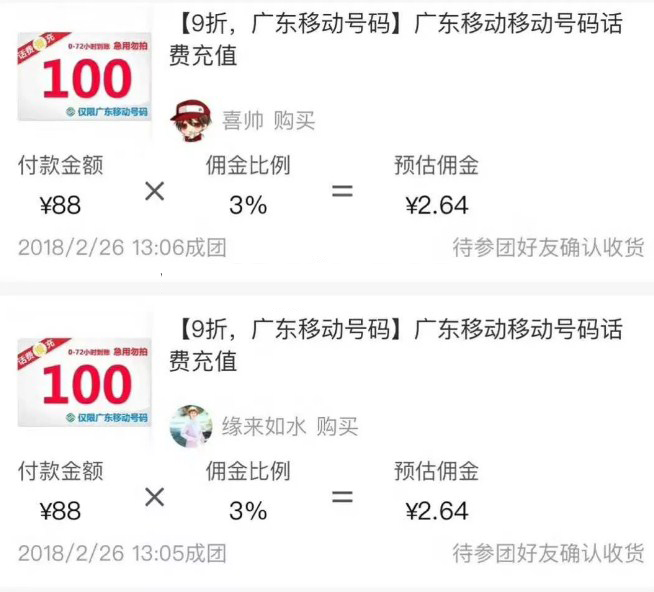 【9折，广东移动号码】广东移动移动号码话
费充值
话费充
0-72小时到账 急用勿拍
100
仅限广东移动号码
喜帅 购买
付款金额 佣金比例 预估佣金
¥88 × 3% = ¥2.64
2018/2/26 13:06成团 待参团好友确认收货
【9折，广东移动号码】广东移动移动号码话
费充值
话费充
0-72小时到账 急用勿拍
100
仅限广东移动号码
缘来如水 购买
付款金额 佣金比例 预估佣金
¥88 × 3% = ¥2.64
2018/2/26 13:05成团 待参团好友确认收货